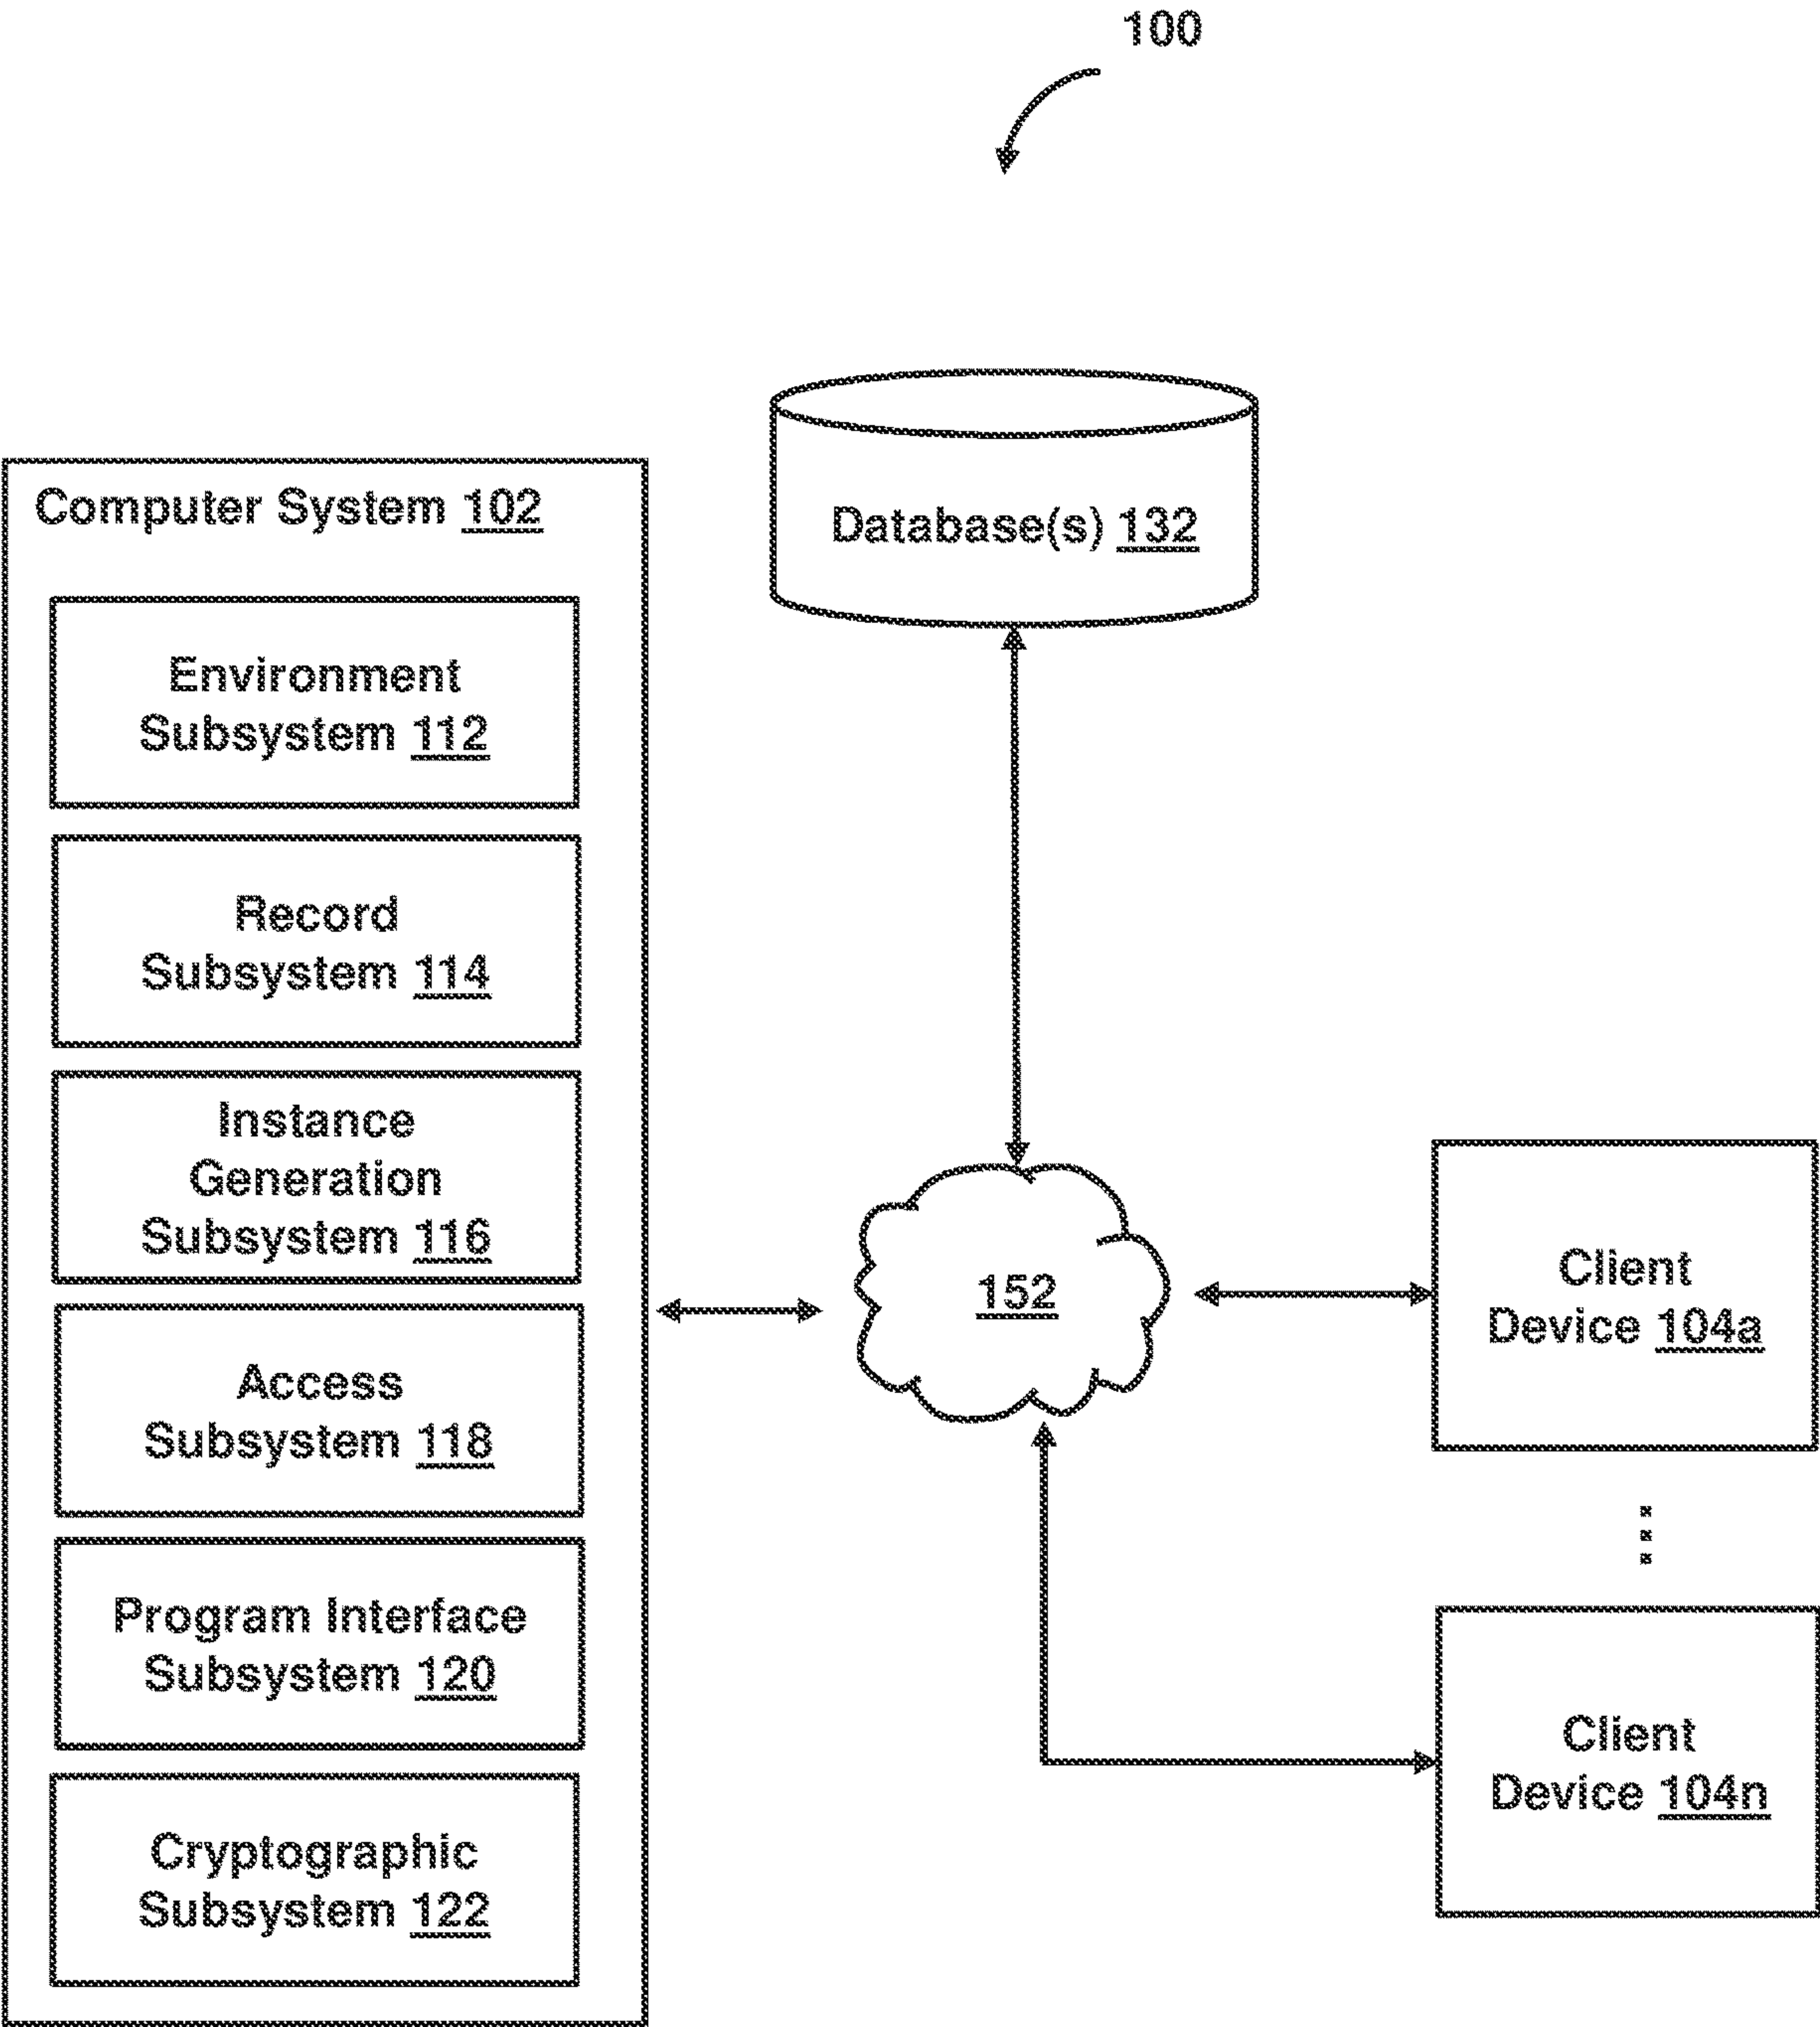 100
Database(s) 132
Computer System 102
Environment
Subsystem 112
Record
Subsystem 114
Instance
Generation
Subsystem 116
Access
Subsystem 118
Program Interface
Subsystem 120
Cryptographic
Subsystem 122
152
Client
Device 104a
Client
Device 104n